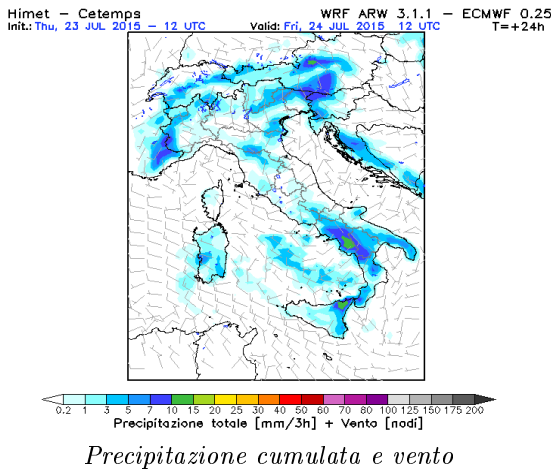 Himet - Cetemps WRF ARW 3.1.1 - ECMWF 0.25
Init.: Thu, 23 JUL 2015 - 12 UTC Valid: Fri, 24 JUL 2015 12 UTC T=+24h
0.2 1 3 5 7 10 15 20 25 30 40 50 60 70 80 90 100 125 150 175 200
Precipitazione totale [mm/3h] + Vento [nodi]
Precipitazione cumulata e vento